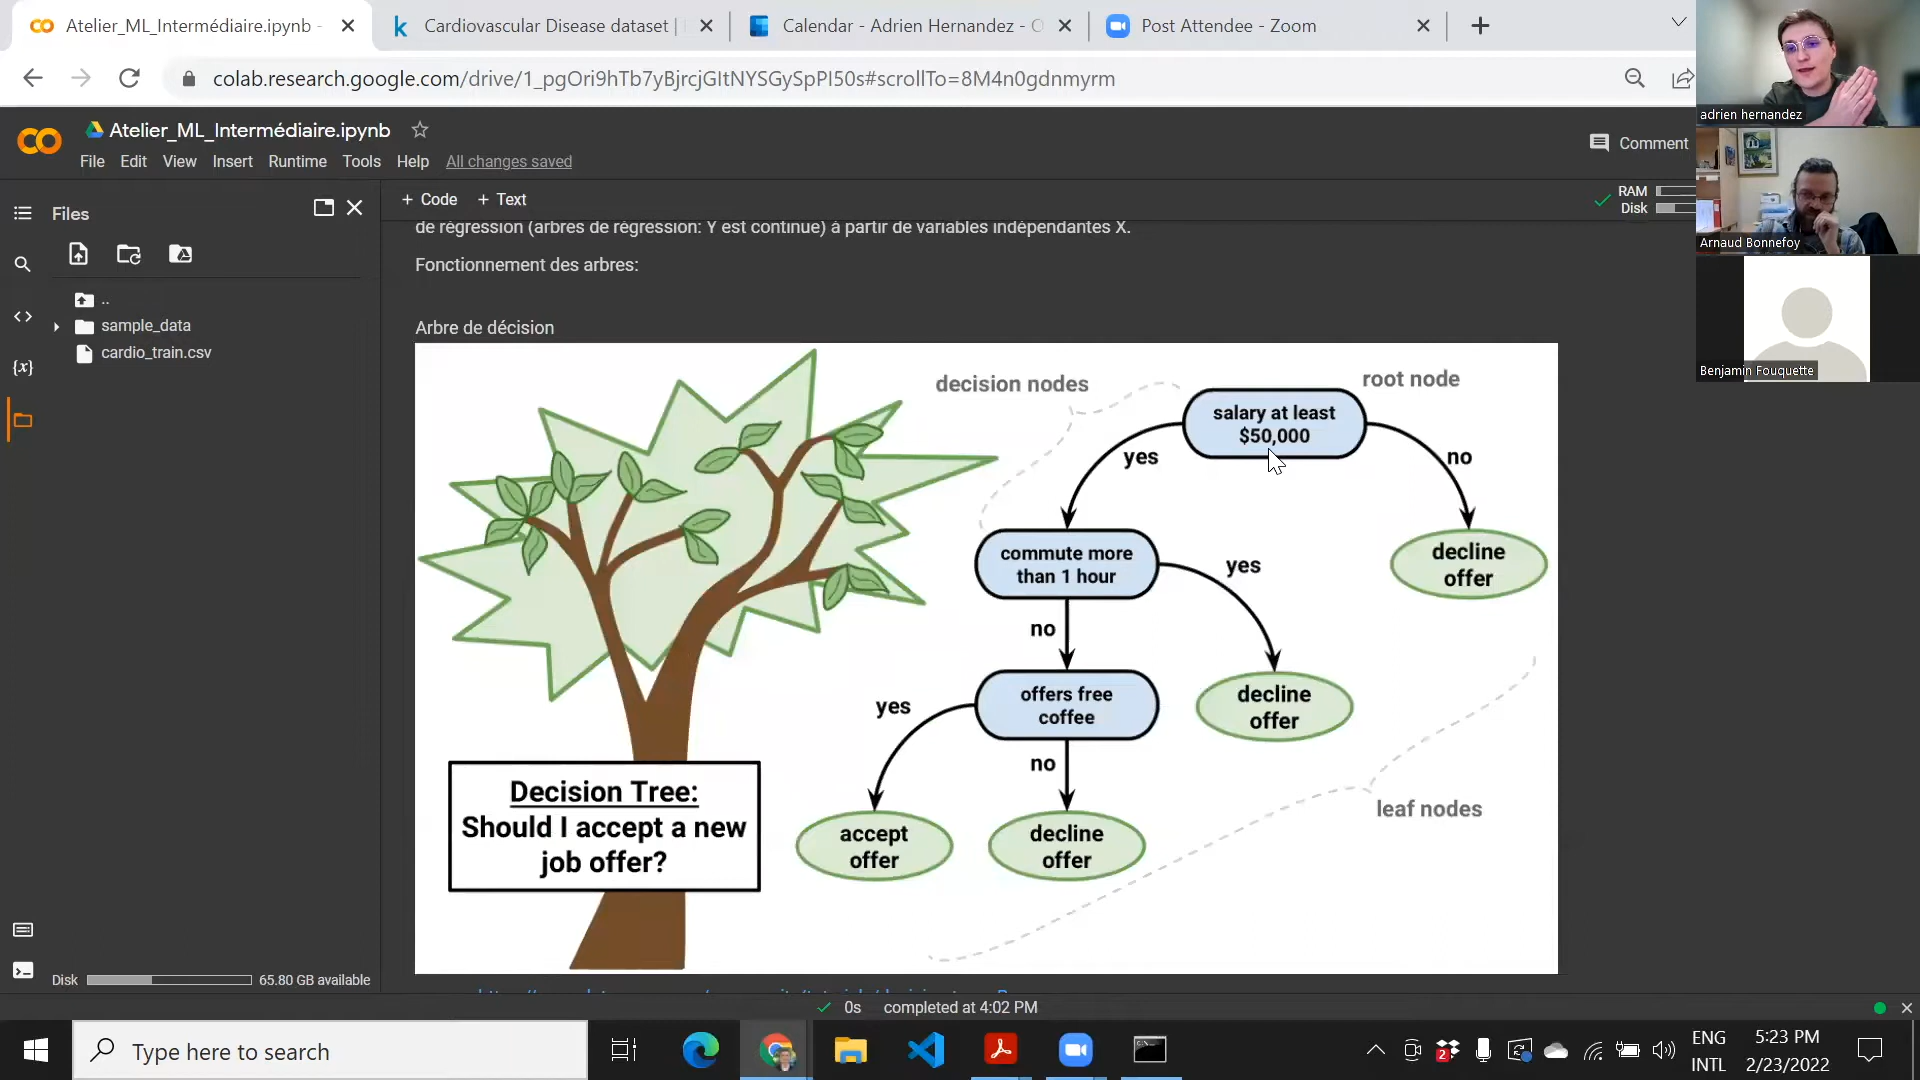 Atelier_ML_Intermédiaire.ipynb -
Cardiovascular Disease dataset |
Calendar - Adrien Hernandez - O
Post Attendee - Zoom
colab.research.google.com/drive/1_pgOri9hTb7yBjrcjGItNYSGySpPI50s#scrollTo=8M4n0gdnmyrm
adrien hernandez
Atelier_ML_Intermédiaire.ipynb
Comment
File Edit View Insert Runtime Tools Help All changes saved
Files
+ Code + Text
RAM
Disk
Arnaud Bonnefoy
Benjamin Fouquette
..
sample_data
cardio_train.csv
de régression (arbres de régression: Y est continue) à partir de variables indépendantes X.
Fonctionnement des arbres:
Arbre de décision
decision nodes
root node
salary at least
$50,000
yes
no
commute more
than 1 hour
yes
decline
offer
no
offers free
coffee
decline
offer
yes
no
leaf nodes
accept
offer
decline
offer
Decision Tree:
Should I accept a new
job offer?
Disk 65.80 GB available
0s completed at 4:02 PM
Type here to search
2
ENG
INTL
5:23 PM
2/23/2022